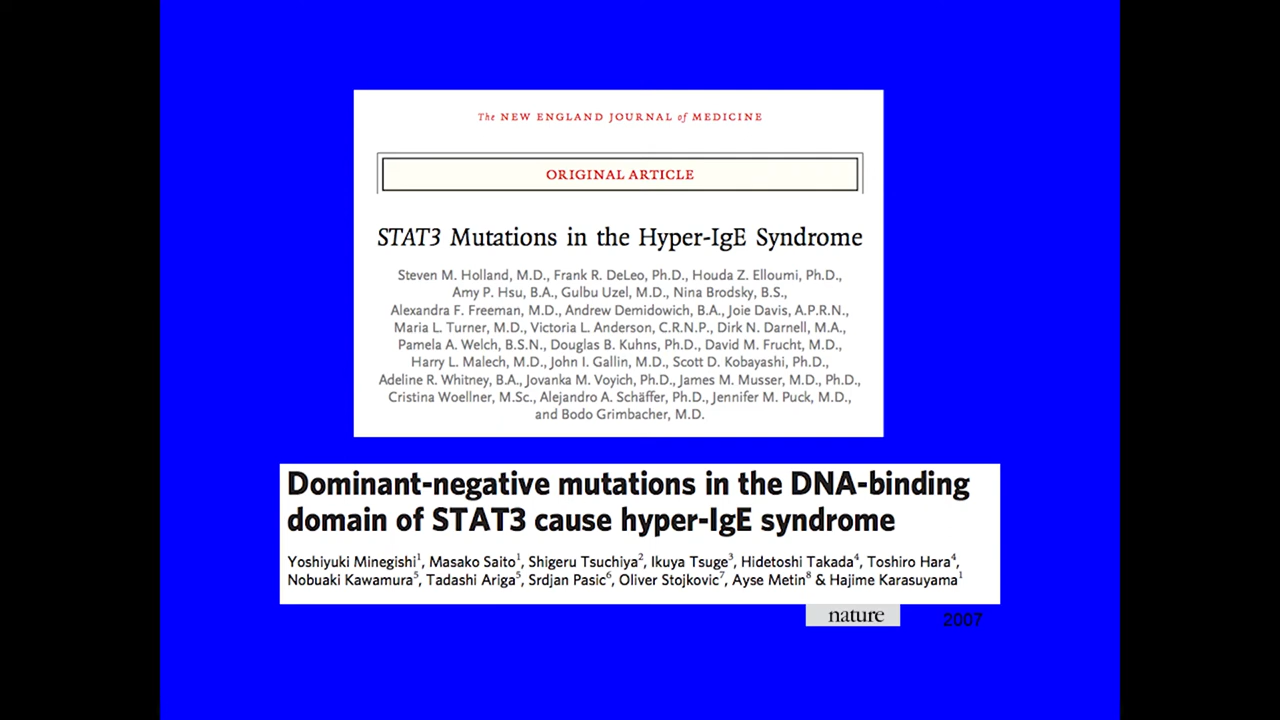 The NEW ENGLAND JOURNAL of MEDICINE
ORIGINAL ARTICLE
STAT3 Mutations in the Hyper-IgE Syndrome
Steven M. Holland, M.D., Frank R. DeLeo, Ph.D., Houda Z. Elloumi, Ph.D.,
Amy P. Hsu, B.A., Gulbu Uzel, M.D., Nina Brodsky, B.S.,
Alexandra F. Freeman, M.D., Andrew Demidowich, B.A., Joie Davis, A.P.R.N.,
Maria L. Turner, M.D., Victoria L. Anderson, C.R.N.P., Dirk N. Darnell, M.A.,
Pamela A. Welch, B.S.N., Douglas B. Kuhns, Ph.D., David M. Frucht, M.D.,
Harry L. Malech, M.D., John I. Gallin, M.D., Scott D. Kobayashi, Ph.D.,
Adeline R. Whitney, B.A., Jovanka M. Voyich, Ph.D., James M. Musser, M.D., Ph.D.,
Cristina Woellner, M.Sc., Alejandro A. Schäffer, Ph.D., Jennifer M. Puck, M.D.,
and Bodo Grimbacher, M.D.
Dominant-negative mutations in the DNA-binding
domain of STAT3 cause hyper-IgE syndrome
Yoshiyuki Minegishi¹, Masako Saito¹, Shigeru Tsuchiya², Ikuya Tsuge³, Hidetoshi Takada⁴, Toshiro Hara⁴,
Nobuaki Kawamura⁵, Tadashi Ariga⁵, Srdjan Pasic⁶, Oliver Stojkovic⁷, Ayse Metin⁸ & Hajime Karasuyama¹
nature 2007